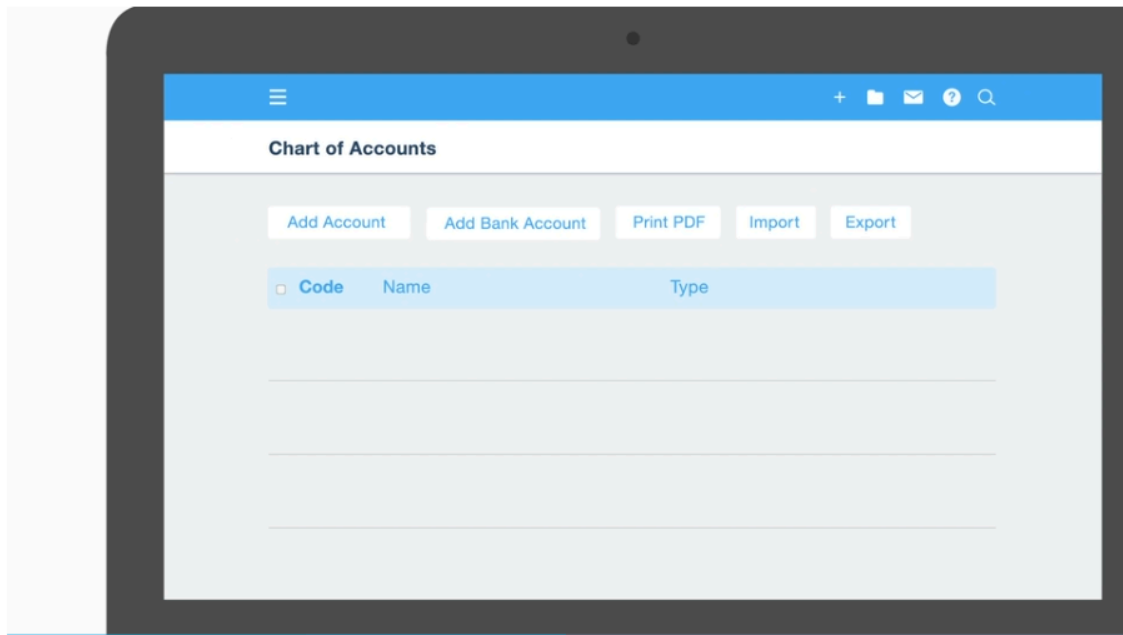 Chart of Accounts
Add Account Add Bank Account Print PDF Import Export
Code Name Type